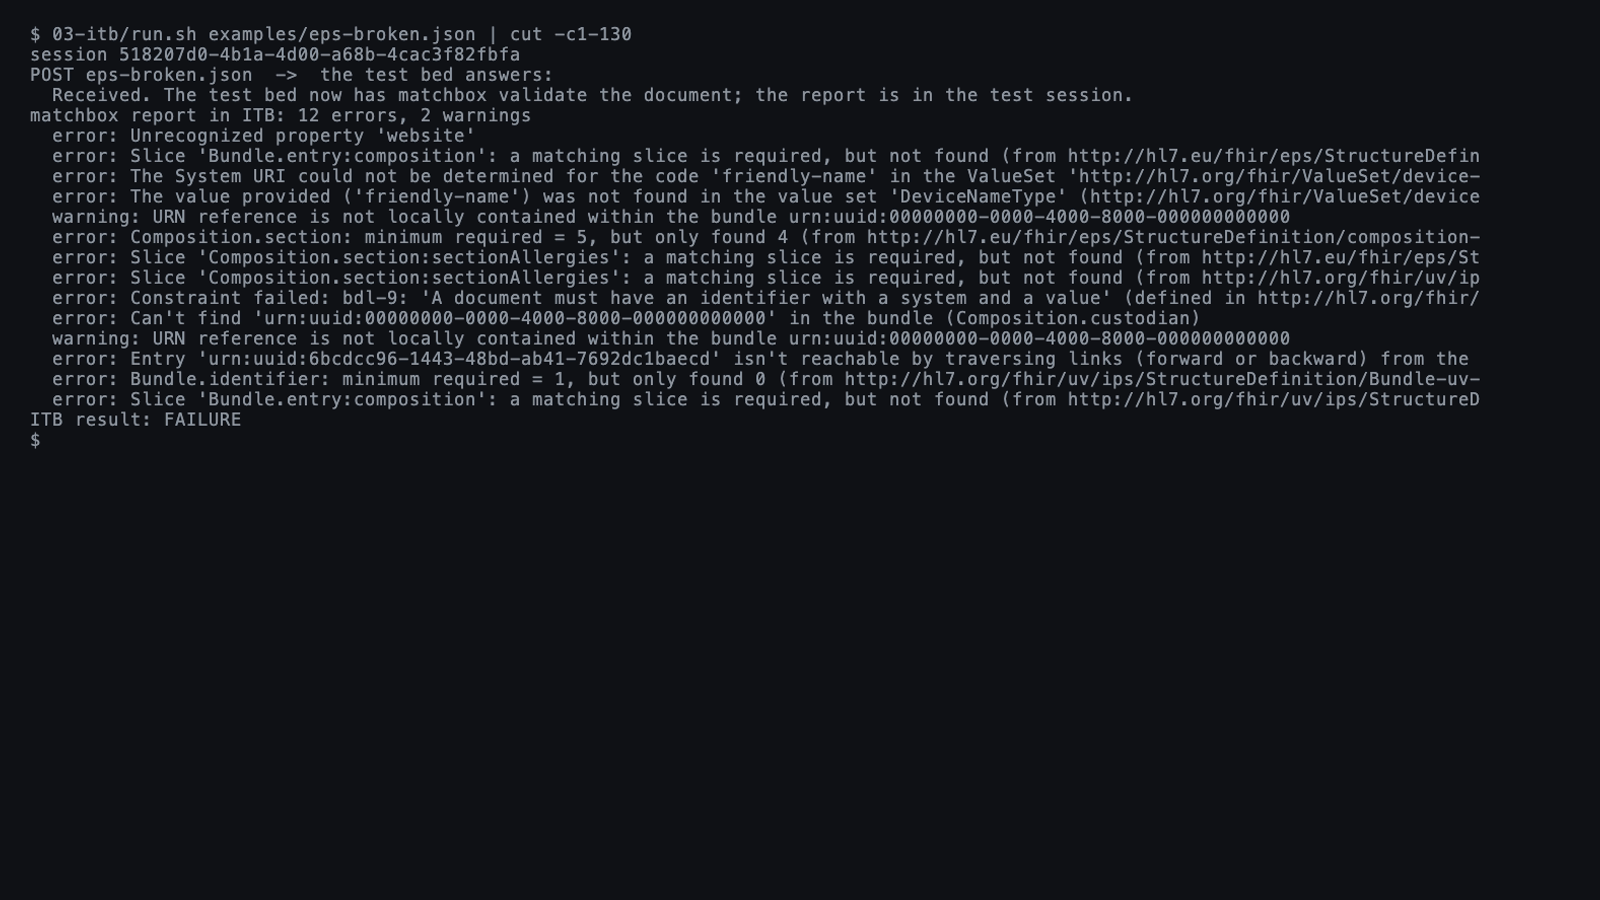 $ 03-itb/run.sh examples/eps-broken.json | cut -c1-130
session 518207d0-4b1a-4d00-a68b-4cac3f82fbfa
POST eps-broken.json  ->  the test bed answers:
  Received. The test bed now has matchbox validate the document; the report is in the test session.
matchbox report in ITB: 12 errors, 2 warnings
  error: Unrecognized property 'website'
  error: Slice 'Bundle.entry:composition': a matching slice is required, but not found (from http://hl7.eu/fhir/eps/StructureDefin
  error: The System URI could not be determined for the code 'friendly-name' in the ValueSet 'http://hl7.org/fhir/ValueSet/device-
  error: The value provided ('friendly-name') was not found in the value set 'DeviceNameType' (http://hl7.org/fhir/ValueSet/device
  warning: URN reference is not locally contained within the bundle urn:uuid:00000000-0000-4000-8000-000000000000
  error: Composition.section: minimum required = 5, but only found 4 (from http://hl7.eu/fhir/eps/StructureDefinition/composition-
  error: Slice 'Composition.section:sectionAllergies': a matching slice is required, but not found (from http://hl7.eu/fhir/eps/St
  error: Slice 'Composition.section:sectionAllergies': a matching slice is required, but not found (from http://hl7.org/fhir/uv/ip
  error: Constraint failed: bdl-9: 'A document must have an identifier with a system and a value' (defined in http://hl7.org/fhir/
  error: Can't find 'urn:uuid:00000000-0000-4000-8000-000000000000' in the bundle (Composition.custodian)
  warning: URN reference is not locally contained within the bundle urn:uuid:00000000-0000-4000-8000-000000000000
  error: Entry 'urn:uuid:6bcdcc96-1443-48bd-ab41-7692dc1baecd' isn't reachable by traversing links (forward or backward) from the
  error: Bundle.identifier: minimum required = 1, but only found 0 (from http://hl7.org/fhir/uv/ips/StructureDefinition/Bundle-uv-
  error: Slice 'Bundle.entry:composition': a matching slice is required, but not found (from http://hl7.org/fhir/uv/ips/StructureD
ITB result: FAILURE
$